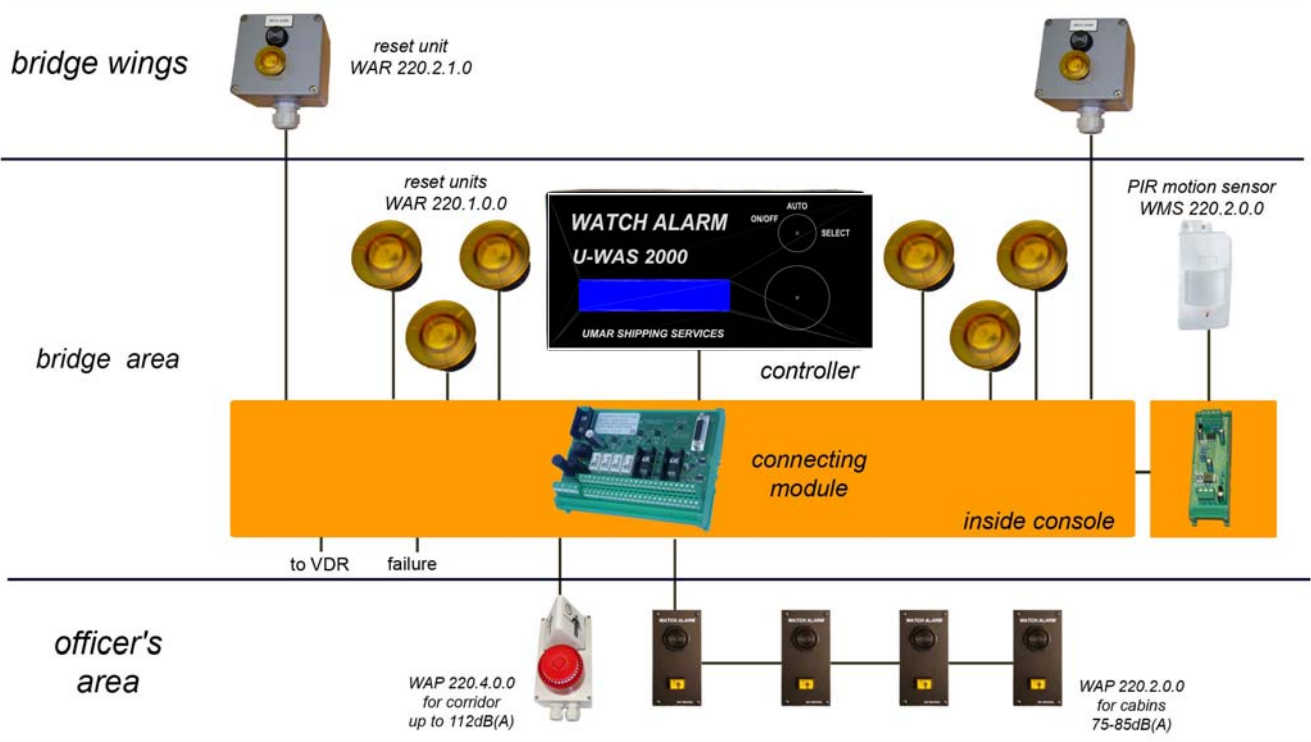 bridge wings
reset unit
WAR 220.2.1.0
reset units
WAR 220.1.0.0
WATCH ALARM
U-WAS 2000
UMAR SHIPPING SERVICES
AUTO
ON/OFF
SELECT
PIR motion sensor
WMS 220.2.0.0
bridge area
controller
connecting
module
inside console
to VDR
failure
officer's
area
WAP 220.4.0.0
for corridor
up to 112dB(A)
WATCH ALARM
WATCH ALARM
WATCH ALARM
WATCH ALARM
WAP 220.2.0.0
for cabins
75-85dB(A)